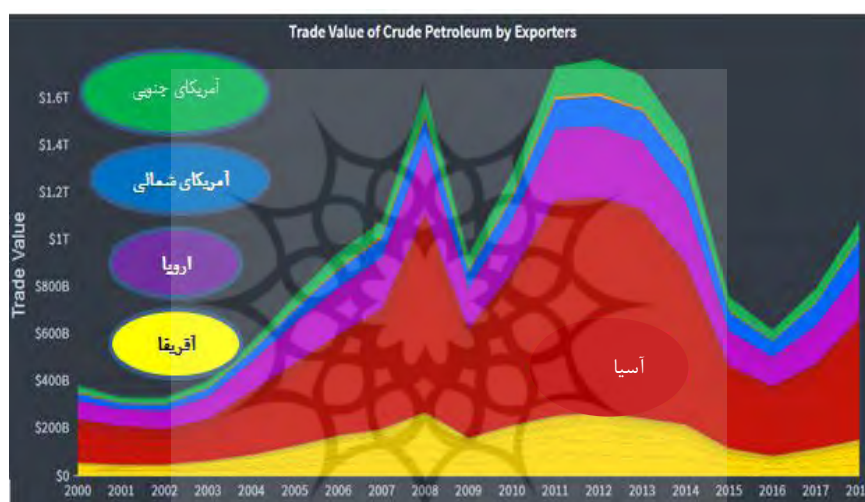 Trade Value of Crude Petroleum by Exporters
Trade Value
$1.6T
$1.4T
$1.2T
$1T
$800B
$600B
$400B
$200B
$0
آمریکای جنوبی
آمریکای شمالی
اروپا
آفریقا
آسیا
2000 2001 2002 2003 2004 2005 2006 2007 2008 2009 2010 2011 2012 2013 2014 2015 2016 2017